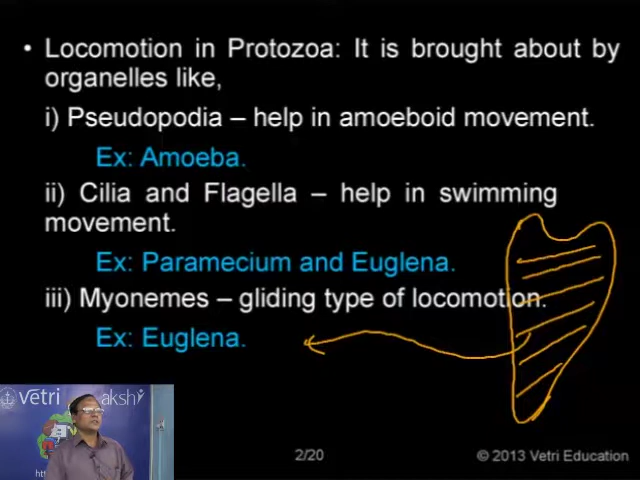 • Locomotion in Protozoa: It is brought about by
organelles like,
i) Pseudopodia – help in amoeboid movement.
Ex: Amoeba.
ii) Cilia and Flagella – help in swimming
movement.
Ex: Paramecium and Euglena.
iii) Myonemes – gliding type of locomotion.
Ex: Euglena.
vetri
akshi
2/20
© 2013 Vetri Education